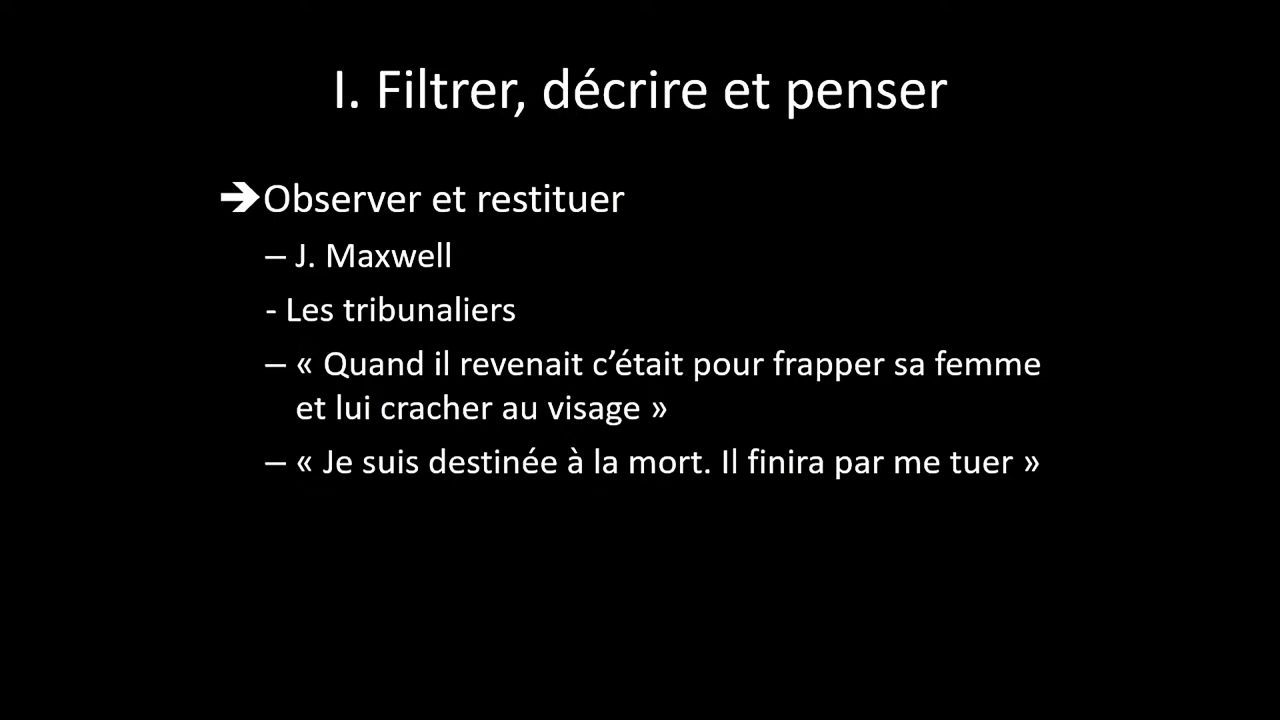 I. Filtrer, décrire et penser
🡺Observer et restituer
– J. Maxwell
- Les tribunaliers
– « Quand il revenait c’était pour frapper sa femme
et lui cracher au visage »
– « Je suis destinée à la mort. Il finira par me tuer »